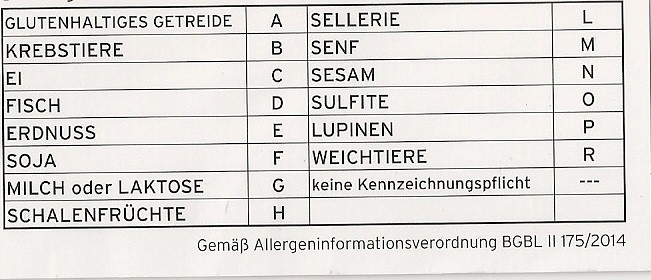 GLUTENHALTIGES GETREIDE A SELLERIE L
KREBSTIERE B SENF M
EI C SESAM N
FISCH D SULFITE O
ERDNUSS E LUPINEN P
SOJA F WEICHTIERE R
MILCH oder LAKTOSE G keine Kennzeichnungspflicht ---
SCHALENFRÜCHTE H
Gemäß Allergeninformationsverordnung BGBL II 175/2014